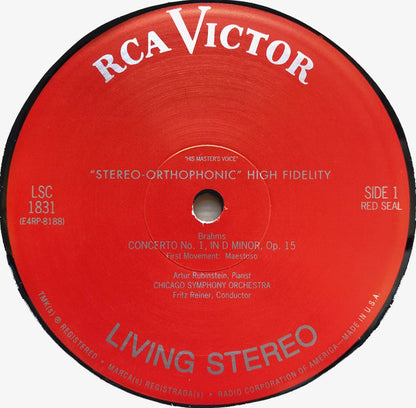 RCA VICTOR
"HIS MASTER'S VOICE"
"STEREO-ORTHOPHONIC" HIGH FIDELITY
LSC
1831
(E4RP-8188)
SIDE 1
RED SEAL
Brahms
CONCERTO No. 1, IN D MINOR, Op. 15
First Movement: Maestoso
Artur Rubinstein, Pianist
CHICAGO SYMPHONY ORCHESTRA
Fritz Reiner, Conductor
LIVING STEREO
TMK(s) ® REGISTERED • MARCA(s) REGISTRADA(s) • RADIO CORPORATION OF AMERICA—MADE IN U.S.A.